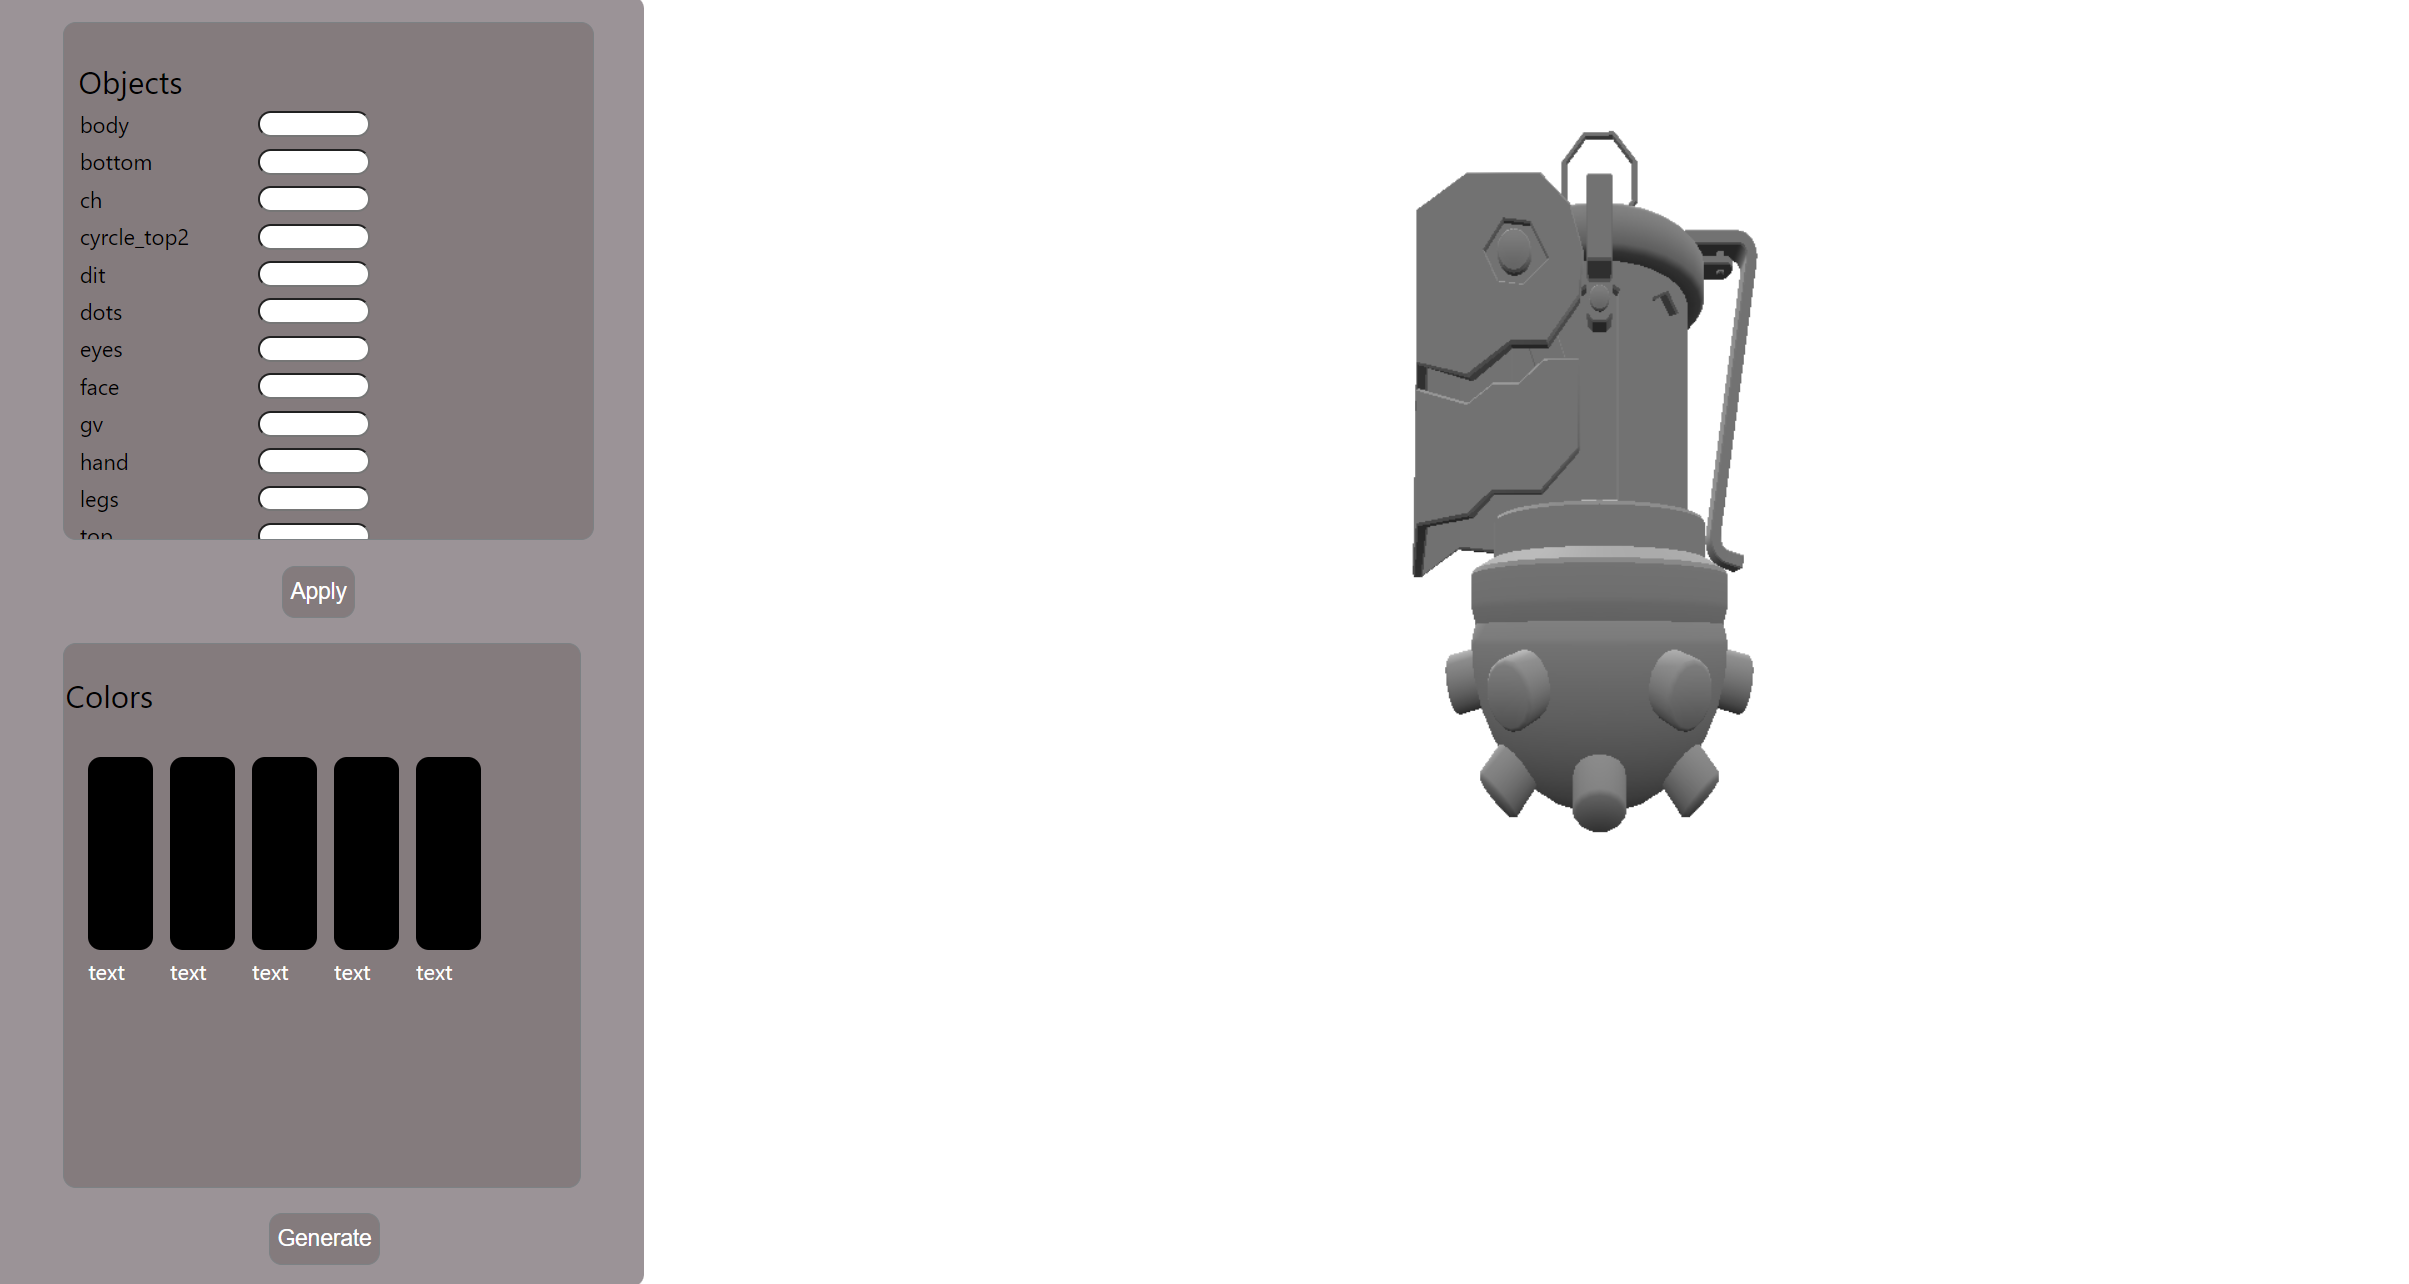 Objects
body
bottom
ch
cyrcle_top2
dit
dots
eyes
face
gv
hand
legs
top
Apply
Colors
text text text text text
Generate